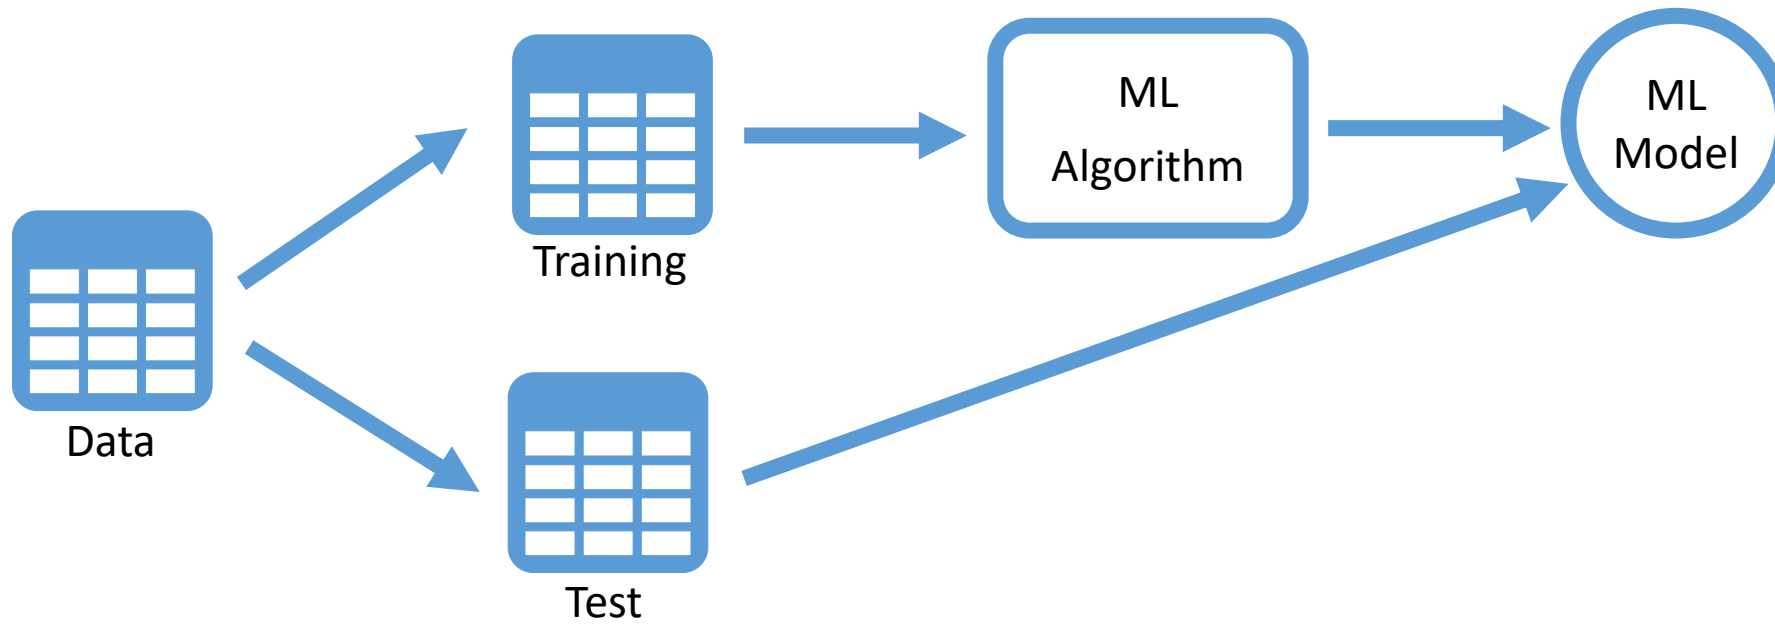 Data
Training
Test
ML
Algorithm
ML
Model